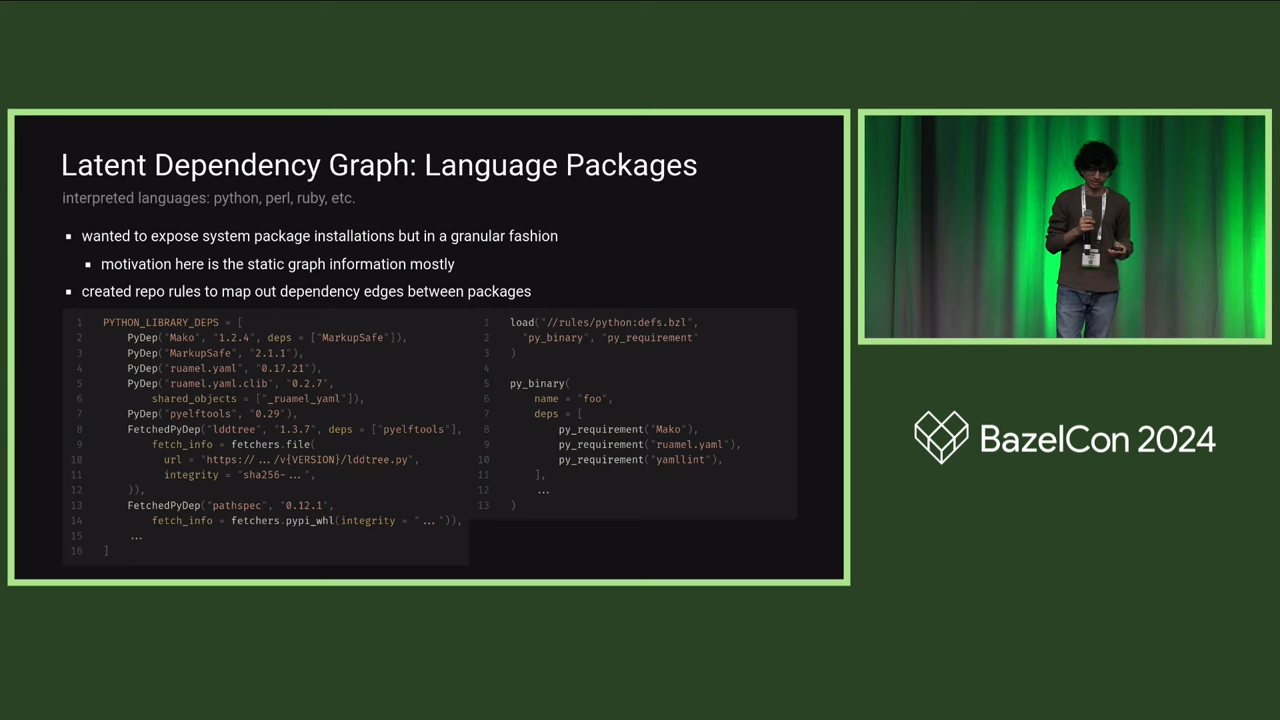 Latent Dependency Graph: Language Packages
interpreted languages: python, perl, ruby, etc.
▪ wanted to expose system package installations but in a granular fashion
▪ motivation here is the static graph information mostly
▪ created repo rules to map out dependency edges between packages
1 PYTHON_LIBRARY_DEPS = [
2 PyDep("Mako", "1.2.4", deps = ["MarkupSafe"]),
3 PyDep("MarkupSafe", "2.1.1"),
4 PyDep("ruamel.yaml", "0.17.21"),
5 PyDep("ruamel.yaml.clib", "0.2.7",
6 shared_objects = ["_ruamel_yaml"]),
7 PyDep("pyelftools", "0.29"),
8 FetchedPyDep("lddtree", "1.3.7", deps = ["pyelftools"],
9 fetch_info = fetchers.file(
10 url = "https://.../v{VERSION}/lddtree.py",
11 integrity = "sha256-...",
12 )),
13 FetchedPyDep("pathspec", "0.12.1",
14 fetch_info = fetchers.pypi_whl(integrity = "...")),
15 ...
16 ]
1 load("//rules/python:defs.bzl",
2 "py_binary", "py_requirement"
3 )
4
5 py_binary(
6 name = "foo",
7 deps = [
8 py_requirement("Mako"),
9 py_requirement("ruamel.yaml"),
10 py_requirement("yamllint"),
11 ],
12 ...
13 )
BazelCon 2024